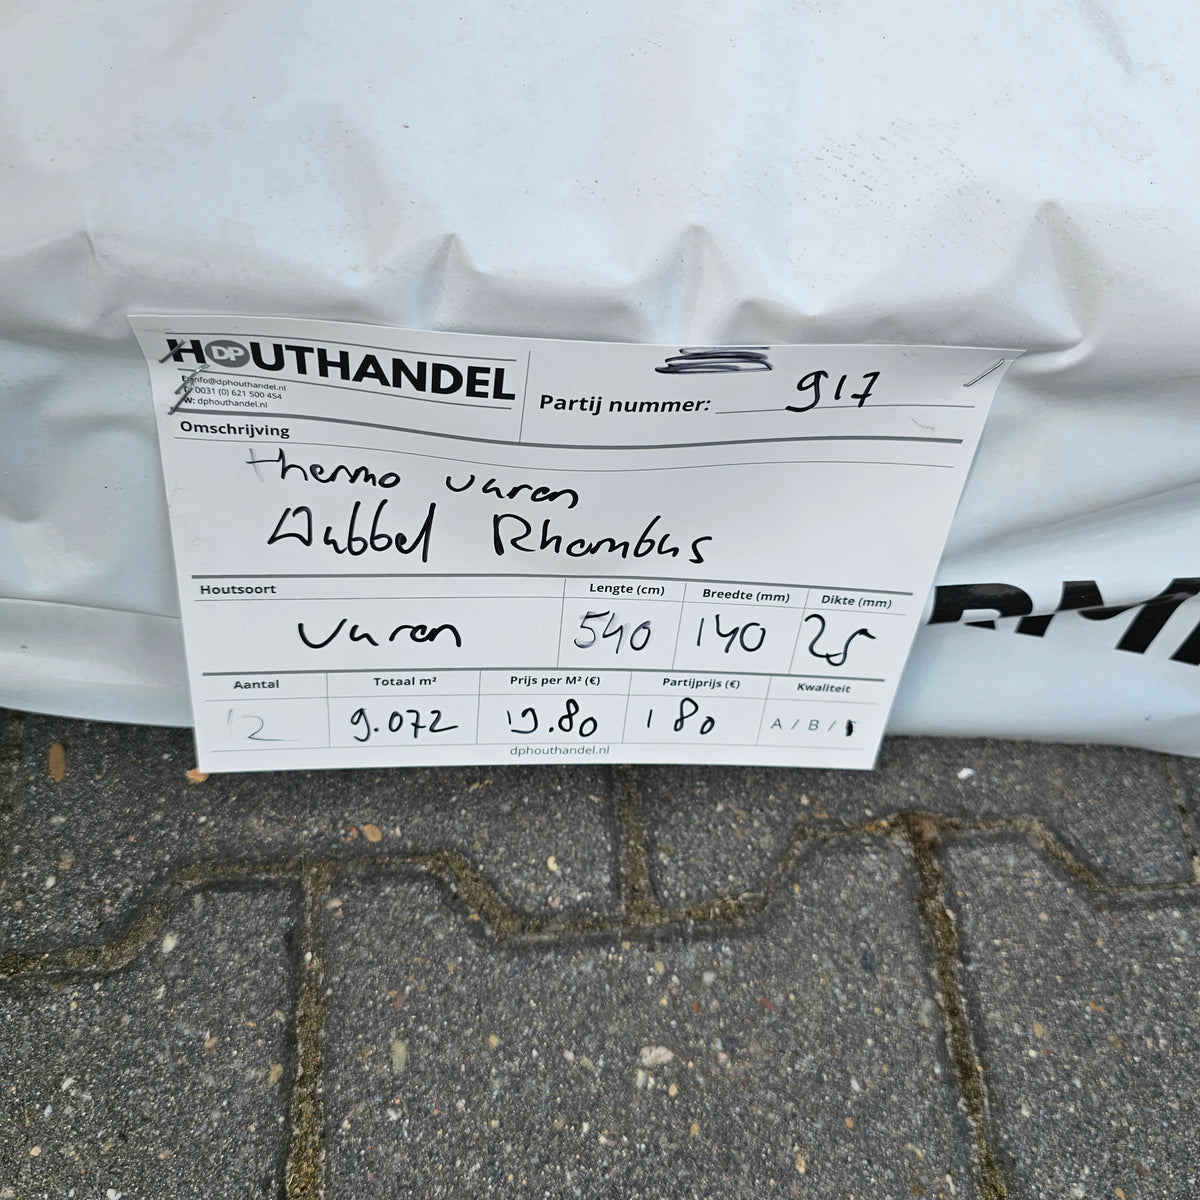 HOUTHANDEL
DP
E: info@dphouthandel.nl
T: 0031 (0) 621 500 454
W: dphouthandel.nl
Partij nummer: 917
Omschrijving
thermo vuren
Dubbel Rhombus
Houtsoort
Lengte (cm)
Breedte (mm)
Dikte (mm)
Vuren
540
140
25
Aantal
Totaal m²
Prijs per M² (€)
Partijprijs (€)
Kwaliteit
12
9.072
19.80
180
A / B /
dphouthandel.nl